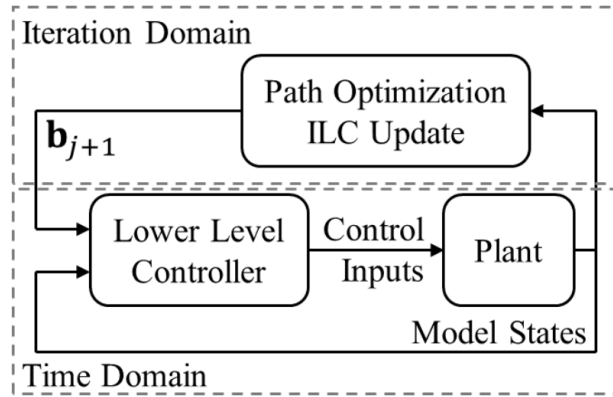 Iteration Domain
Path Optimization
ILC Update
b_{j+1}
Lower Level
Controller
Control
Inputs
Plant
Model States
Time Domain